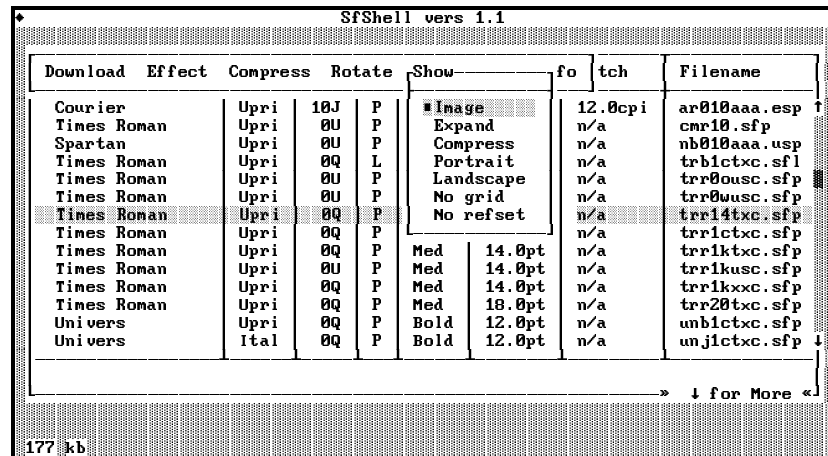 SfShell vers 1.1
Download Effect Compress Rotate Show fo tch Filename
Courier Upri 10J P Image 12.0cpi ar010aaa.esp ↑
Times Roman Upri 0U P Expand n/a cmr10.sfp
Spartan Upri 0U P Compress n/a nb010aaa.usp
Times Roman Upri 0Q L Portrait n/a trb1ctxc.sfl
Times Roman Upri 0U P Landscape n/a trr0ousc.sfp
Times Roman Upri 0U P No grid n/a trr0wusc.sfp
Times Roman Upri 0Q P No refset n/a trr14txc.sfp
Times Roman Upri 0Q P n/a trr1ctxc.sfp
Times Roman Upri 0Q P Med 14.0pt n/a trr1ktxc.sfp
Times Roman Upri 0U P Med 14.0pt n/a trr1kusc.sfp
Times Roman Upri 0Q P Med 14.0pt n/a trr1kxxc.sfp
Times Roman Upri 0Q P Med 18.0pt n/a trr20txc.sfp
Univers Upri 0Q P Bold 12.0pt n/a unb1ctxc.sfp
Univers Ital 0Q P Bold 12.0pt n/a unj1ctxc.sfp ↓
» ↓ for More «
177 kb